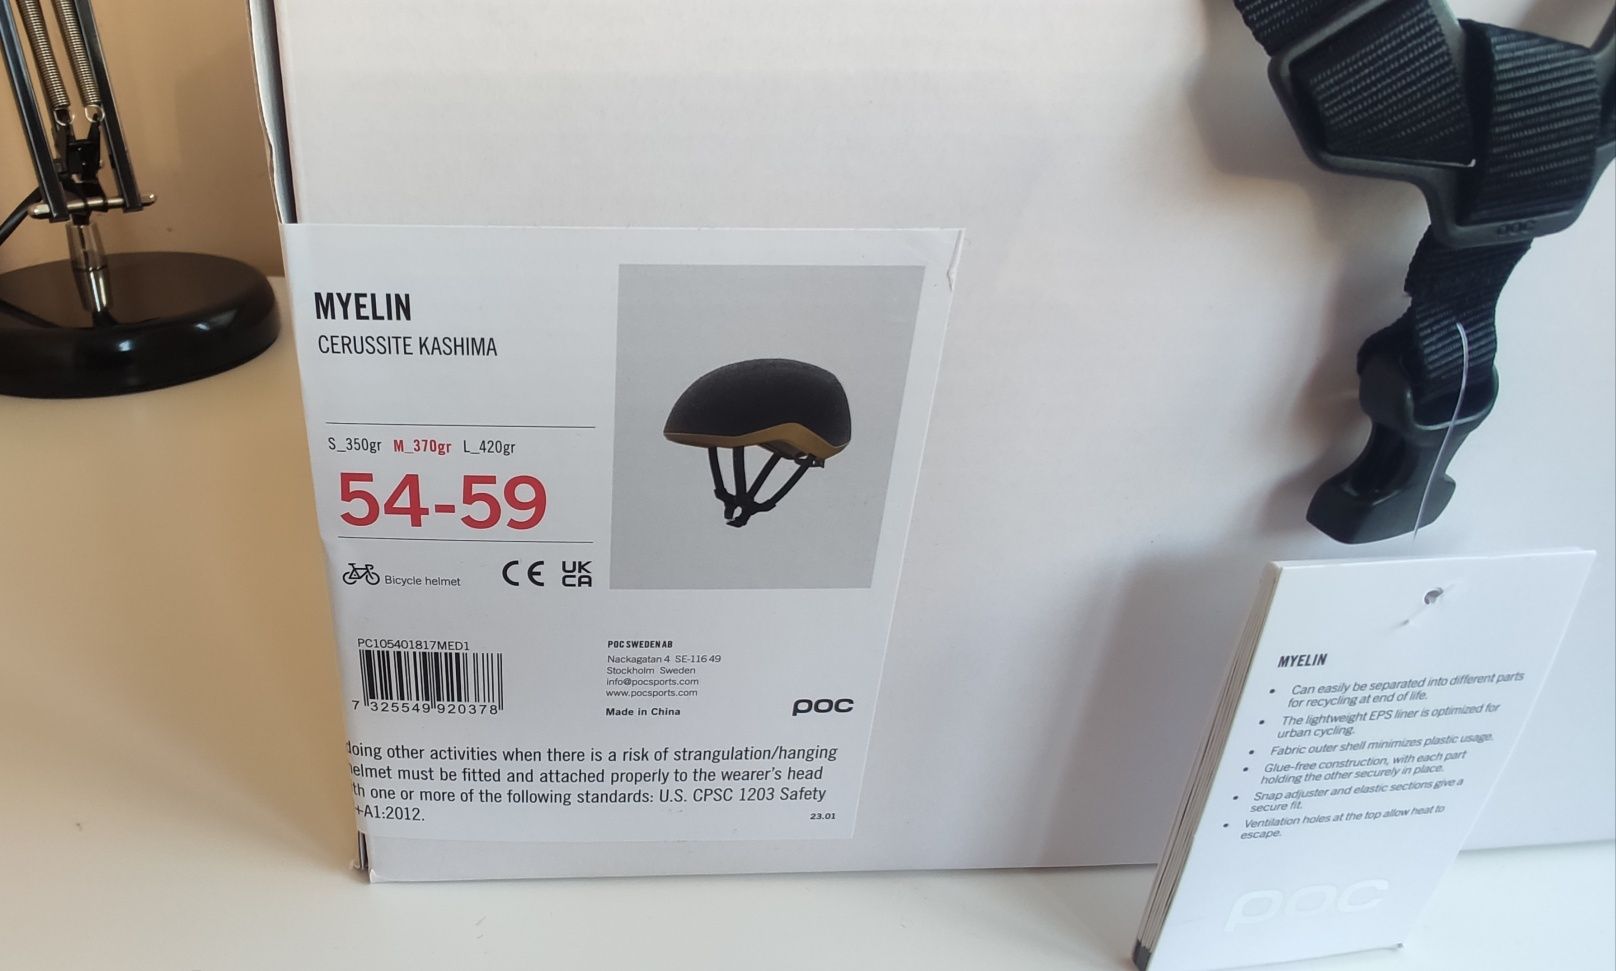 MYELIN
CERUSSITE KASHIMA
S_350gr M_370gr L_420gr
54-59
Bicycle helmet
CE UK
CA
PC105401817MED1
7 325549 920378
POC SWEDEN AB
Nackagatan 4 SE-116 49
Stockholm Sweden
info@pocsports.com
www.pocsports.com
Made in China
poc
doing other activities when there is a risk of strangulation/hanging
helmet must be fitted and attached properly to the wearer's head
th one or more of the following standards: U.S. CPSC 1203 Safety
+A1:2012.
23.01
poc
MYELIN
• Can easily be separated into different parts
for recycling at end of life.
• The lightweight EPS liner is optimized for
urban cycling.
• Fabric outer shell minimizes plastic usage.
• Glue-free construction, with each part
holding the other securely in place.
• Snap adjuster and elastic sections give a
secure fit.
• Ventilation holes at the top allow heat to
escape.
poc